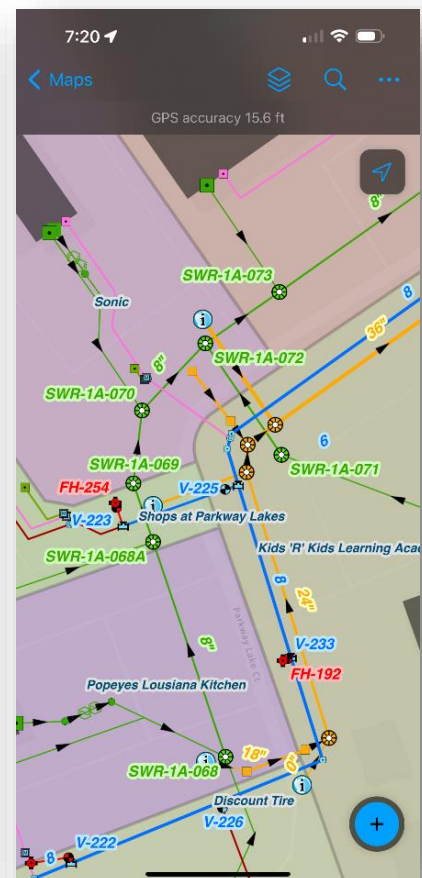 7:20
Maps
GPS accuracy 15.6 ft
8"
SWR-1A-073
8
Sonic
36"
SWR-1A-072
8"
SWR-1A-070
6
SWR-1A-069
SWR-1A-071
FH-254
V-225
V-223
Shops at Parkway Lakes
SWR-1A-068A
Kids 'R' Kids Learning Aca
8
24"
8"
Parkway Lake Ct
V-233
FH-192
Popeyes Lousiana Kitchen
18"
SWR-1A-068
Discount Tire
V-226
V-222
8